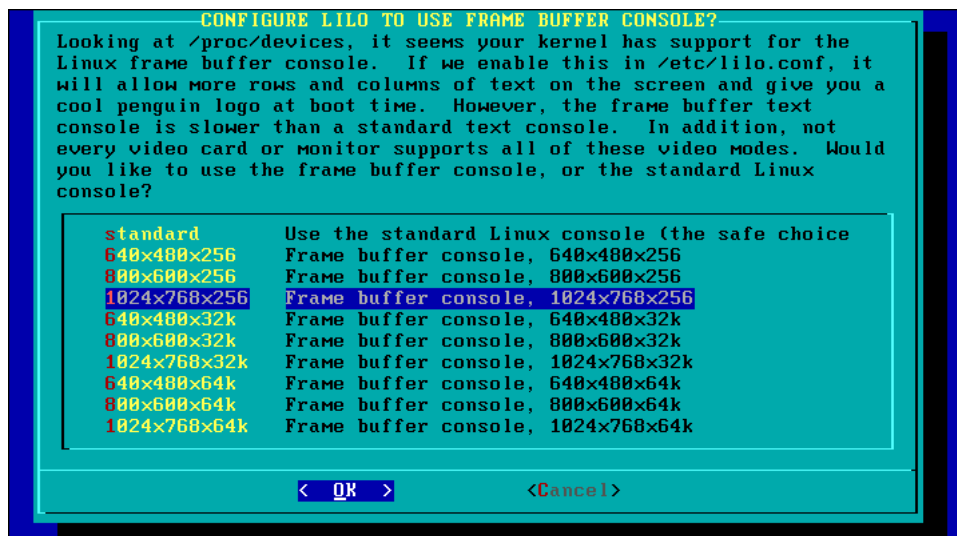 CONFIGURE LILO TO USE FRAME BUFFER CONSOLE?
Looking at /proc/devices, it seems your kernel has support for the
Linux frame buffer console.  If we enable this in /etc/lilo.conf, it
will allow more rows and columns of text on the screen and give you a
cool penguin logo at boot time.  However, the frame buffer text
console is slower than a standard text console.  In addition, not
every video card or monitor supports all of these video modes.  Would
you like to use the frame buffer console, or the standard Linux
console?
standard Use the standard Linux console (the safe choice
640x480x256 Frame buffer console, 640x480x256
800x600x256 Frame buffer console, 800x600x256
1024x768x256 Frame buffer console, 1024x768x256
640x480x32k Frame buffer console, 640x480x32k
800x600x32k Frame buffer console, 800x600x32k
1024x768x32k Frame buffer console, 1024x768x32k
640x480x64k Frame buffer console, 640x480x64k
800x600x64k Frame buffer console, 800x600x64k
1024x768x64k Frame buffer console, 1024x768x64k
< OK > <Cancel>